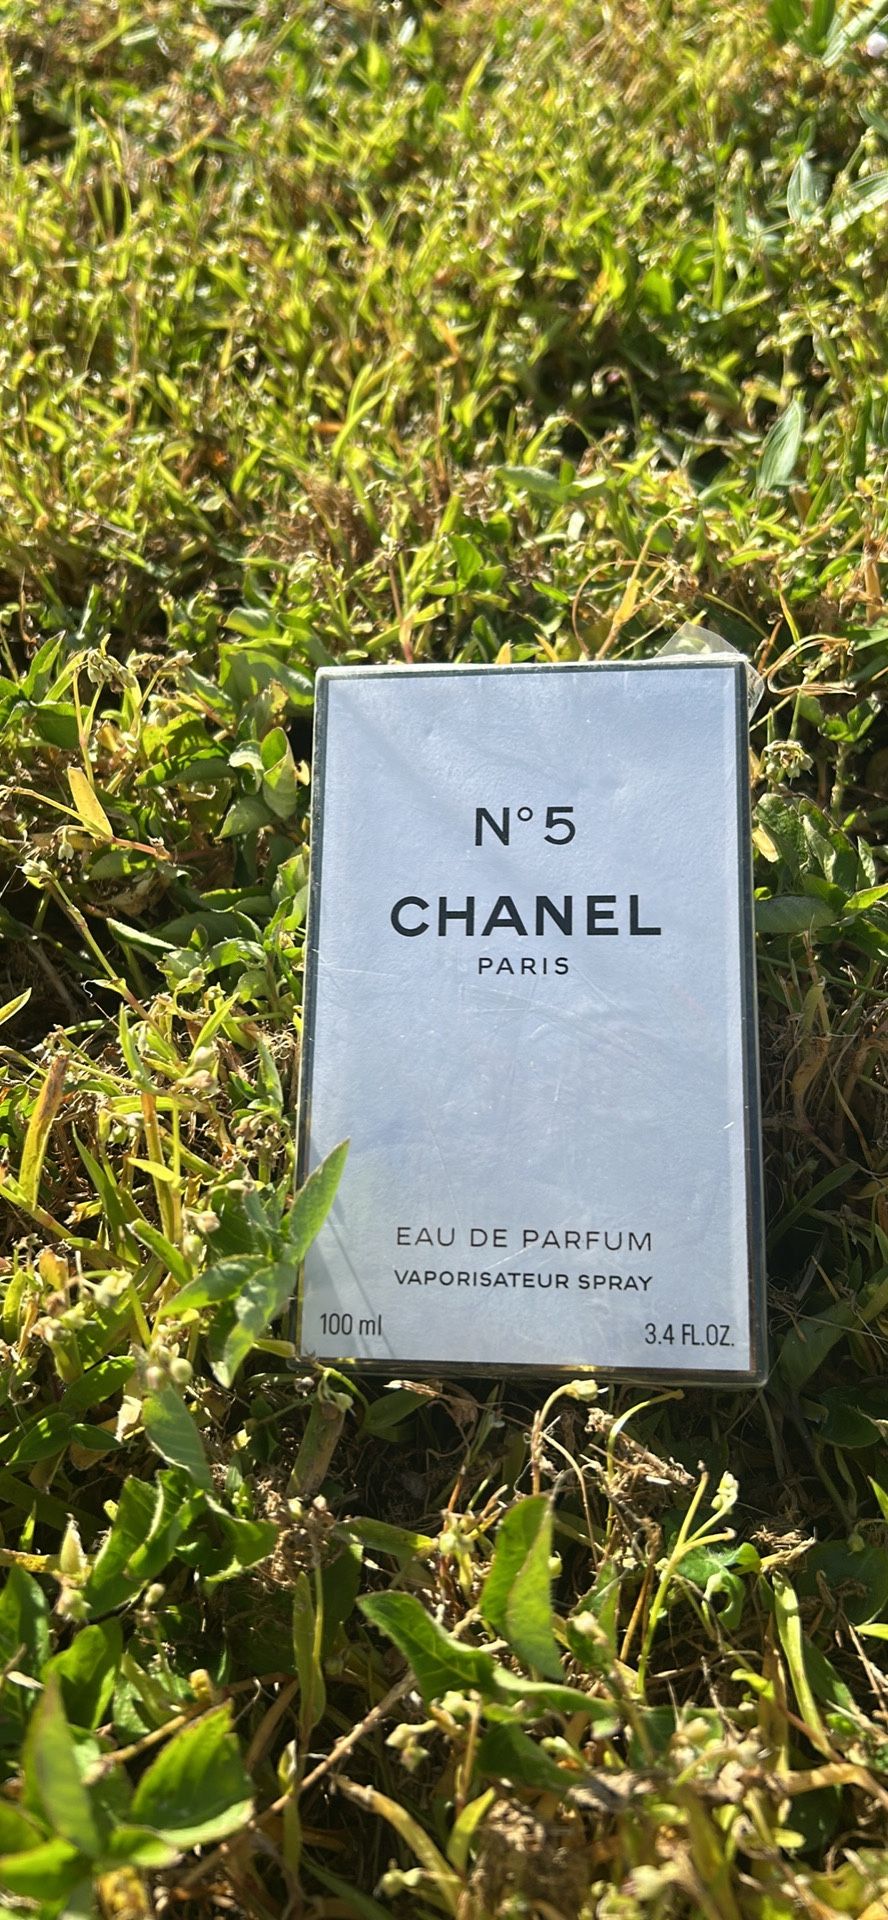 N°5
CHANEL
PARIS
EAU DE PARFUM
VAPORISATEUR SPRAY
100 ml 3.4 FL.OZ.